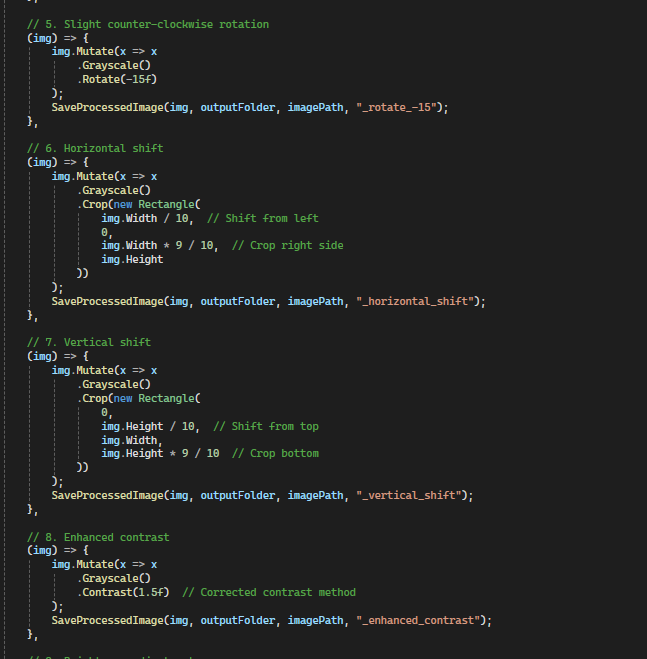 },
// 5. Slight counter-clockwise rotation
(img) => {
    img.Mutate(x => x
        .Grayscale()
        .Rotate(-15f)
    );
    SaveProcessedImage(img, outputFolder, imagePath, "_rotate_-15");
},
// 6. Horizontal shift
(img) => {
    img.Mutate(x => x
        .Grayscale()
        .Crop(new Rectangle(
            img.Width / 10,  // Shift from left
            0,
            img.Width * 9 / 10,  // Crop right side
            img.Height
        ))
    );
    SaveProcessedImage(img, outputFolder, imagePath, "_horizontal_shift");
},
// 7. Vertical shift
(img) => {
    img.Mutate(x => x
        .Grayscale()
        .Crop(new Rectangle(
            0,
            img.Height / 10,  // Shift from top
            img.Width,
            img.Height * 9 / 10  // Crop bottom
        ))
    );
    SaveProcessedImage(img, outputFolder, imagePath, "_vertical_shift");
},
// 8. Enhanced contrast
(img) => {
    img.Mutate(x => x
        .Grayscale()
        .Contrast(1.5f)  // Corrected contrast method
    );
    SaveProcessedImage(img, outputFolder, imagePath, "_enhanced_contrast");
},